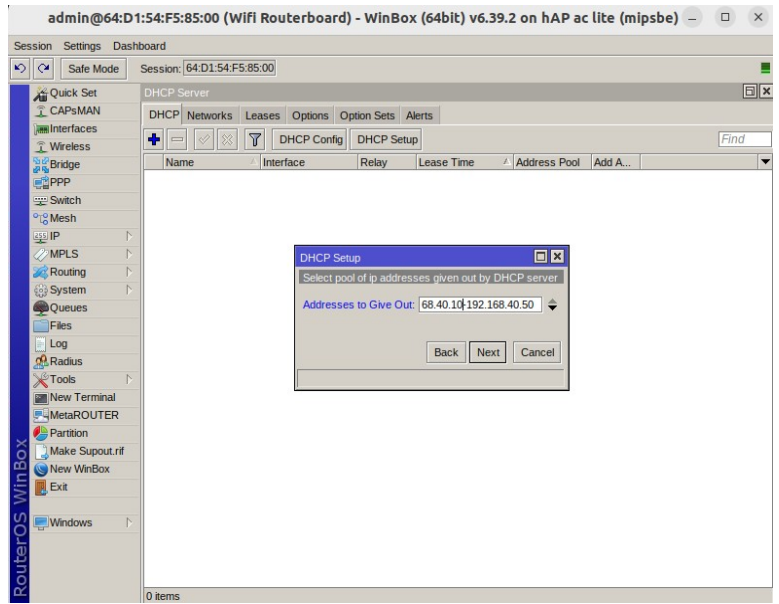 admin@64:D1:54:F5:85:00 (Wifi Routerboard) - WinBox (64bit) v6.39.2 on hAP ac lite (mipsbe)
Session Settings Dashboard
Safe Mode Session: 64:D1:54:F5:85:00
Quick Set
CAPsMAN
Interfaces
Wireless
Bridge
PPP
Switch
Mesh
IP
MPLS
Routing
System
Queues
Files
Log
Radius
Tools
New Terminal
MetaROUTER
Partition
Make Supout.rif
New WinBox
Exit
Windows
RouterOS WinBox
DHCP Server
DHCP Networks Leases Options Option Sets Alerts
DHCP Config DHCP Setup Find
Name Interface Relay Lease Time Address Pool Add A...
DHCP Setup
Select pool of ip addresses given out by DHCP server
Addresses to Give Out: 68.40.10-192.168.40.50
Back Next Cancel
0 items